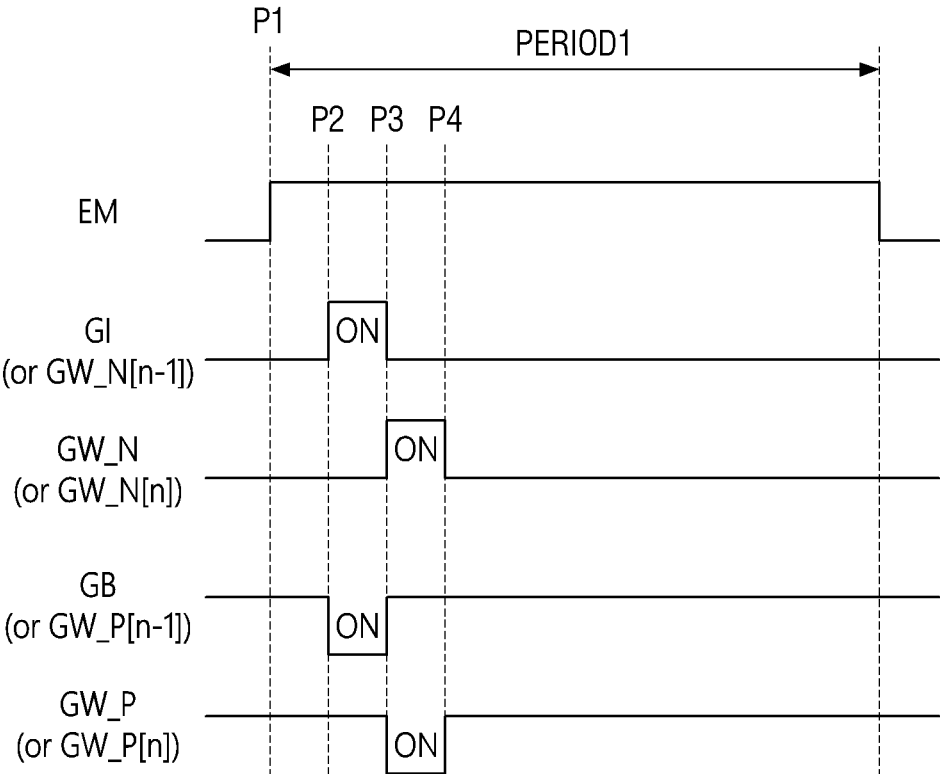 P1
PERIOD1
P2 P3 P4
EM
GI
(or GW_N[n-1])
ON
GW_N
(or GW_N[n])
ON
GB
(or GW_P[n-1])
ON
GW_P
(or GW_P[n])
ON